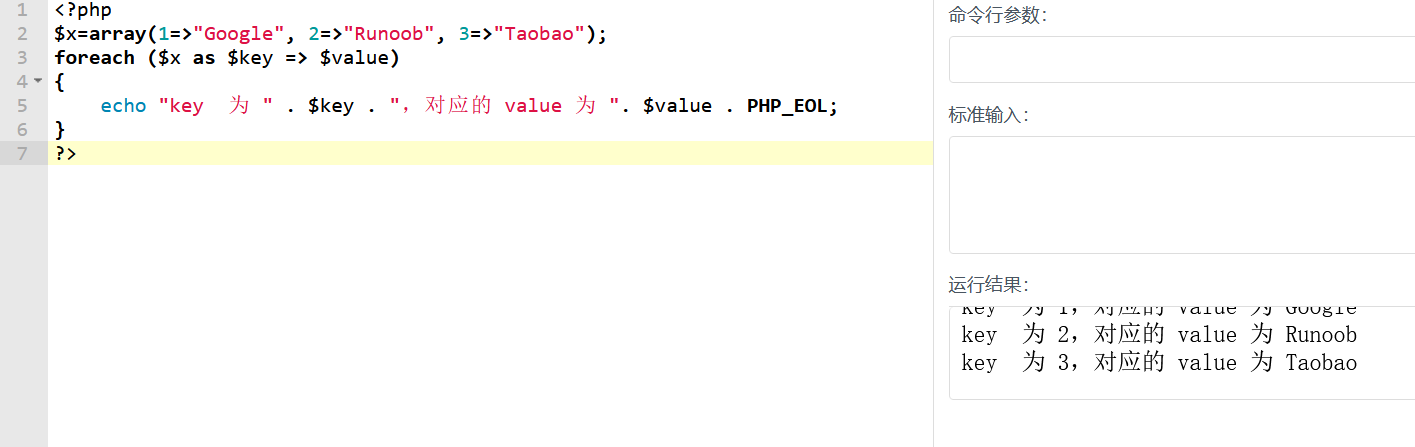 1 <?php
2 $x=array(1=>"Google", 2=>"Runoob", 3=>"Taobao");
3 foreach ($x as $key => $value)
4 {
5     echo "key  为 " . $key . ", 对应的 value 为 ". $value . PHP_EOL;
6 }
7 ?>
命令行参数:
标准输入:
运行结果:
key  为 1, 对应的 value 为 Google
key  为 2, 对应的 value 为 Runoob
key  为 3, 对应的 value 为 Taobao